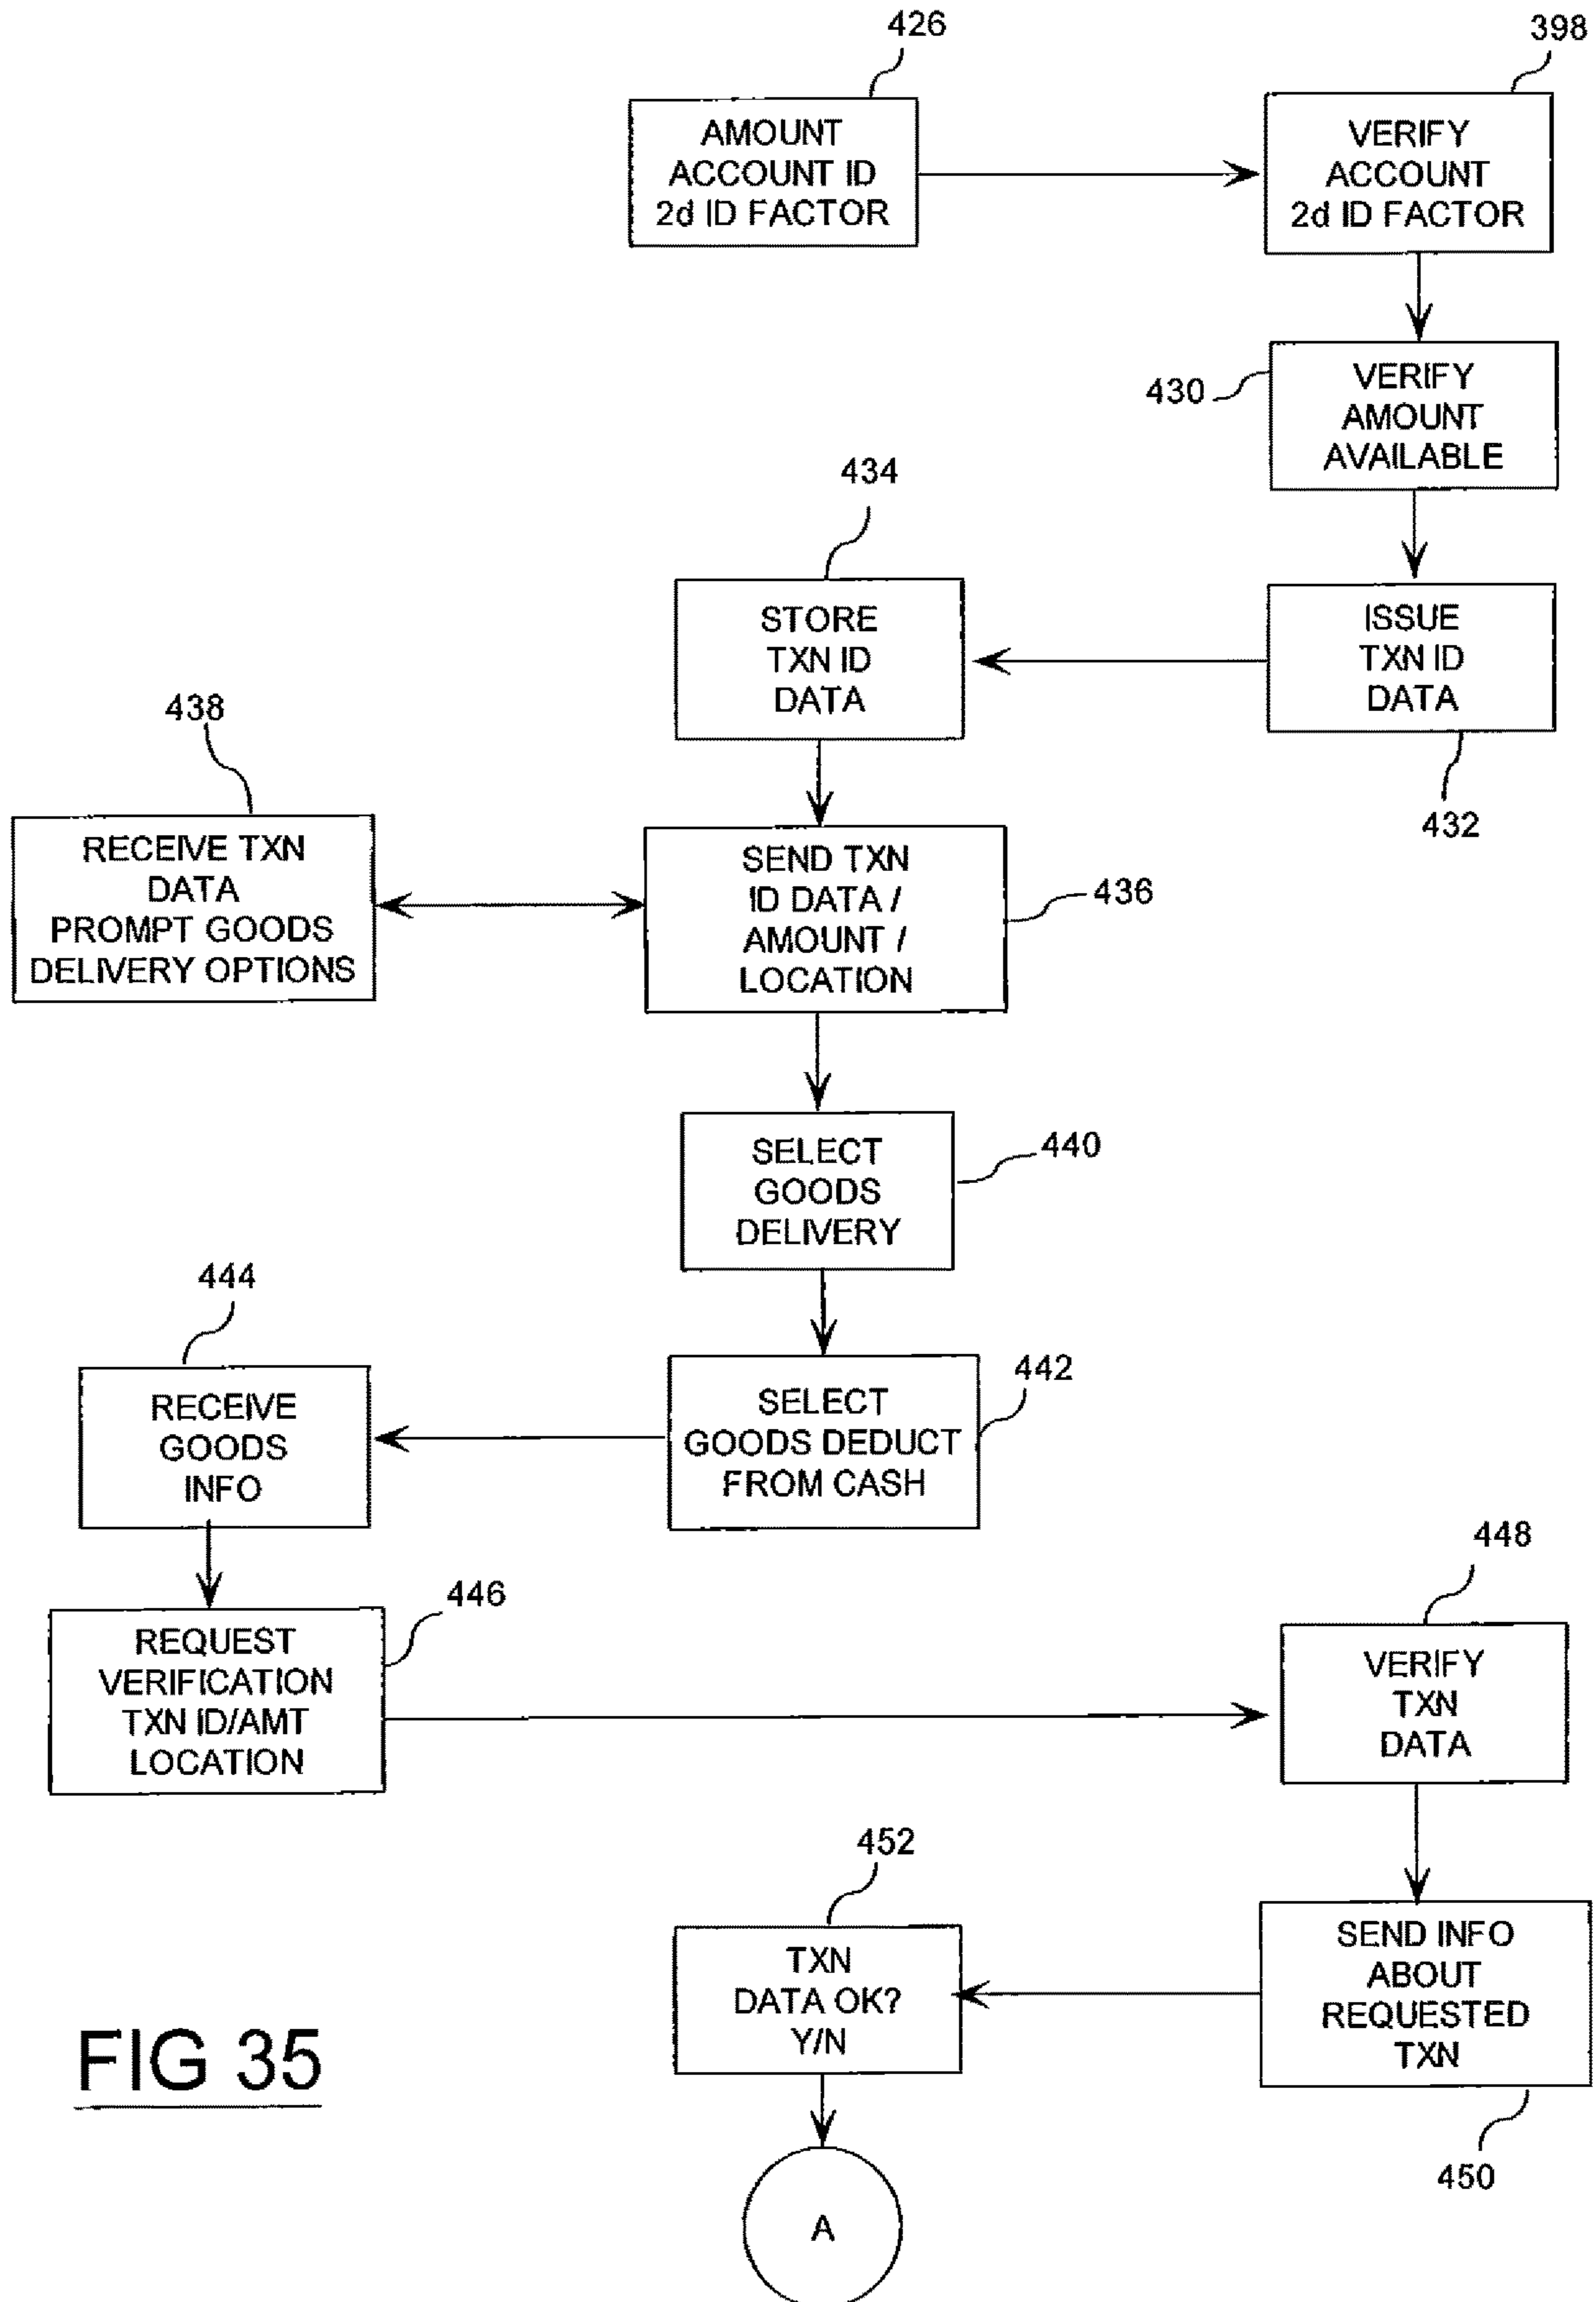 426
398
AMOUNT
ACCOUNT ID
2d ID FACTOR
VERIFY
ACCOUNT
2d ID FACTOR
430
VERIFY
AMOUNT
AVAILABLE
434
STORE
TXN ID
DATA
ISSUE
TXN ID
DATA
432
438
RECEIVE TXN
DATA
PROMPT GOODS
DELIVERY OPTIONS
SEND TXN
ID DATA /
AMOUNT /
LOCATION
436
SELECT
GOODS
DELIVERY
440
444
RECEIVE
GOODS
INFO
SELECT
GOODS DEDUCT
FROM CASH
442
446
REQUEST
VERIFICATION
TXN ID/AMT
LOCATION
448
VERIFY
TXN
DATA
452
TXN
DATA OK?
Y/N
SEND INFO
ABOUT
REQUESTED
TXN
450
FIG 35
A